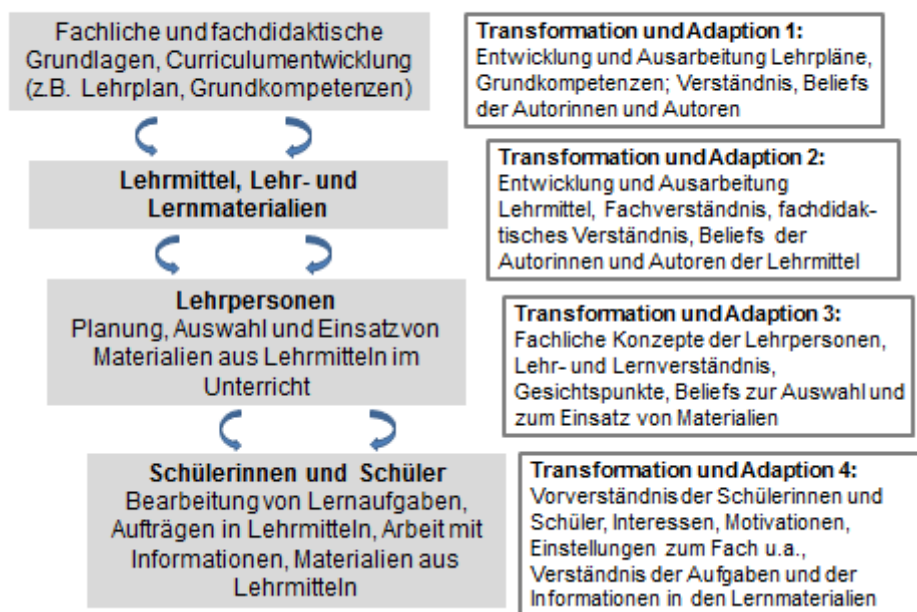 Fachliche und fachdidaktische
Grundlagen, Curriculumentwicklung
(z.B. Lehrplan, Grundkompetenzen)
Transformation und Adaption 1:
Entwicklung und Ausarbeitung Lehrpläne,
Grundkompetenzen; Verständnis, Beliefs
der Autorinnen und Autoren
Lehrmittel, Lehr- und
Lernmaterialien
Transformation und Adaption 2:
Entwicklung und Ausarbeitung
Lehrmittel, Fachverständnis, fachdidak-
tisches Verständnis, Beliefs der
Autorinnen und Autoren der Lehrmittel
Lehrpersonen
Planung, Auswahl und Einsatz von
Materialien aus Lehrmitteln im
Unterricht
Transformation und Adaption 3:
Fachliche Konzepte der Lehrpersonen,
Lehr- und Lernverständnis,
Gesichtspunkte, Beliefs zur Auswahl und
zum Einsatz von Materialien
Schülerinnen und Schüler
Bearbeitung von Lernaufgaben,
Aufträgen in Lehrmitteln, Arbeit mit
Informationen, Materialien aus
Lehrmitteln
Transformation und Adaption 4:
Vorverständnis der Schülerinnen und
Schüler, Interessen, Motivationen,
Einstellungen zum Fach u.a.,
Verständnis der Aufgaben und der
Informationen in den Lernmaterialien